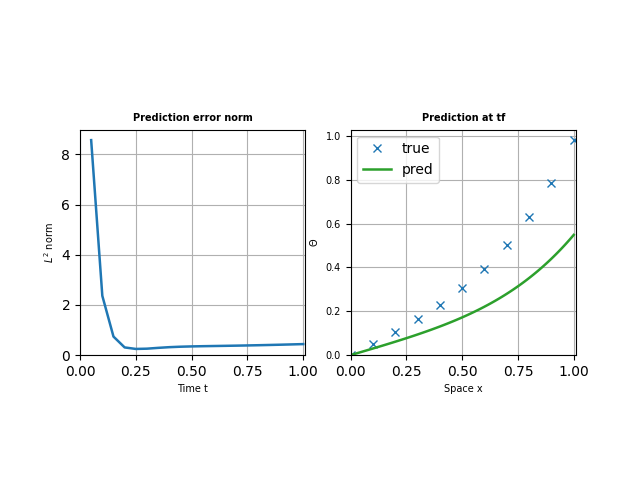 Prediction error norm
8
6
4
2
0
L² norm
0.00 0.25 0.50 0.75 1.00
Time t
Prediction at tf
true
pred
1.0
0.8
0.6
0.4
0.2
0.0
Θ
0.00 0.25 0.50 0.75 1.00
Space x